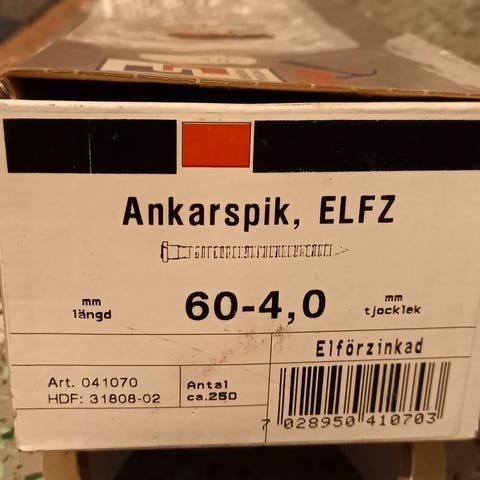 Ankarspik, ELFZ
mm
längd
60-4,0
mm
tjocklek
Elförzinkad
Art. 041070
HDF: 31808-02
Antal
ca.250
7 028950 410703